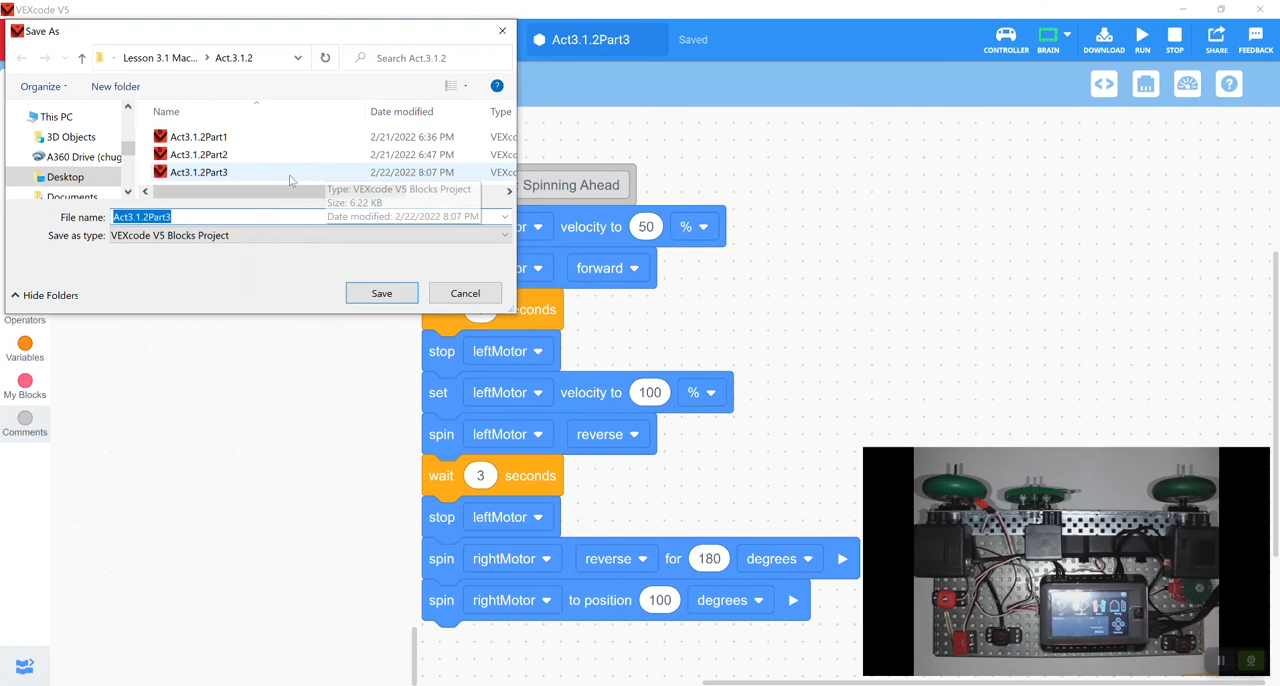 VEXcode V5
Save As
Lesson 3.1 Mac... > Act.3.1.2
Search Act.3.1.2
Organize
New folder
?
Name
Date modified
Type
This PC
3D Objects
A360 Drive (chug
Desktop
Documents
Act3.1.2Part1
2/21/2022 6:36 PM
VEXco
Act3.1.2Part2
2/21/2022 6:47 PM
VEXco
Act3.1.2Part3
2/22/2022 8:07 PM
VEXco
Type: VEXcode V5 Blocks Project
Size: 6.22 KB
Date modified: 2/22/2022 8:07 PM
File name: Act3.1.2Part3
Save as type: VEXcode V5 Blocks Project
Hide Folders
Save
Cancel
Act3.1.2Part3
Saved
CONTROLLER
BRAIN
DOWNLOAD
RUN
STOP
SHARE
FEEDBACK
<>
?
Operators
Variables
My Blocks
Comments
Spinning Ahead
or velocity to 50 %
or forward
conds
stop leftMotor
set leftMotor velocity to 100 %
spin leftMotor reverse
wait 3 seconds
stop leftMotor
spin rightMotor reverse for 180 degrees
spin rightMotor to position 100 degrees